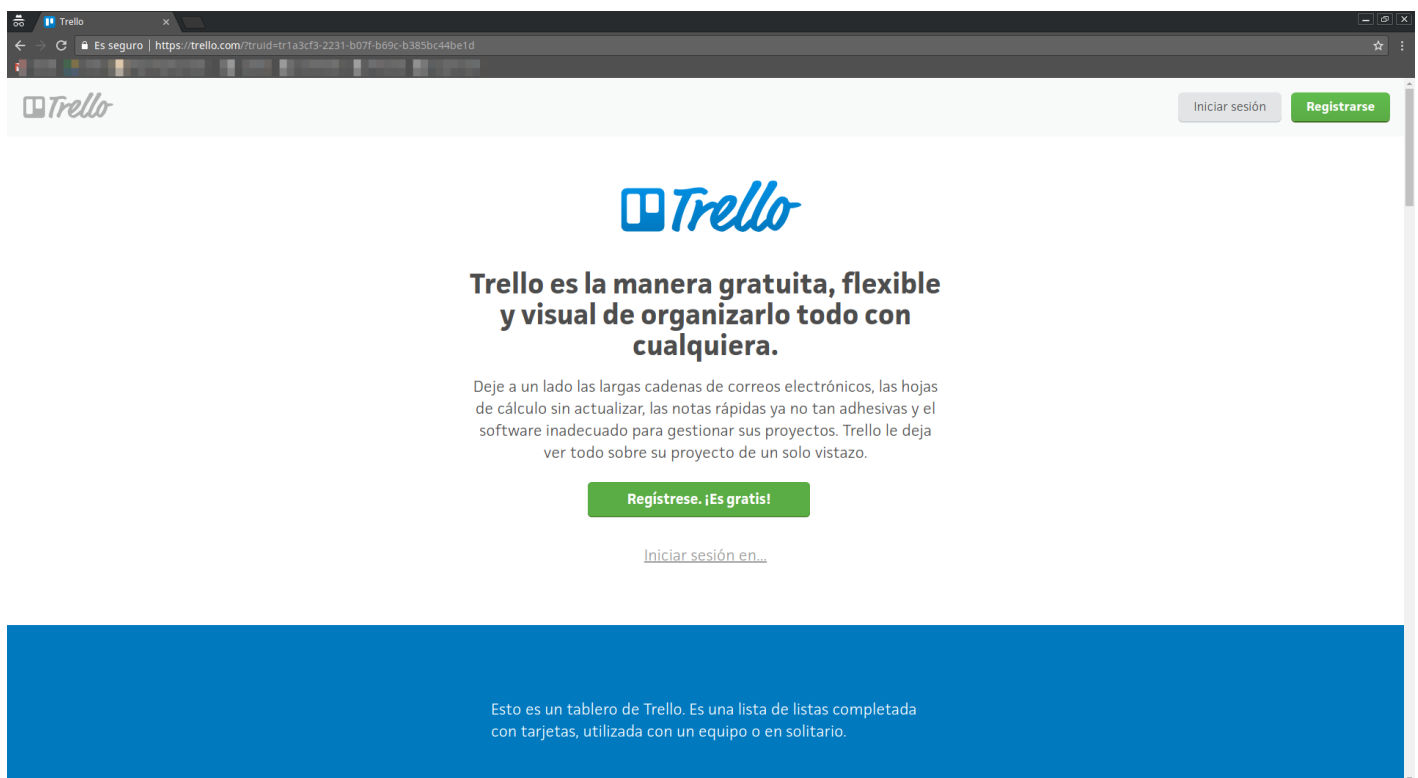 Trello
Es seguro | https://trello.com/?truid=tr1a3cf3-2231-b07f-b69c-b385bc44be1d
Trello
Iniciar sesión
Registrarse
Trello
Trello es la manera gratuita, flexible
y visual de organizarlo todo con
cualquiera.
Deje a un lado las largas cadenas de correos electrónicos, las hojas
de cálculo sin actualizar, las notas rápidas ya no tan adhesivas y el
software inadecuado para gestionar sus proyectos. Trello le deja
ver todo sobre su proyecto de un solo vistazo.
Regístrese. ¡Es gratis!
Iniciar sesión en...
Esto es un tablero de Trello. Es una lista de listas completada
con tarjetas, utilizada con un equipo o en solitario.